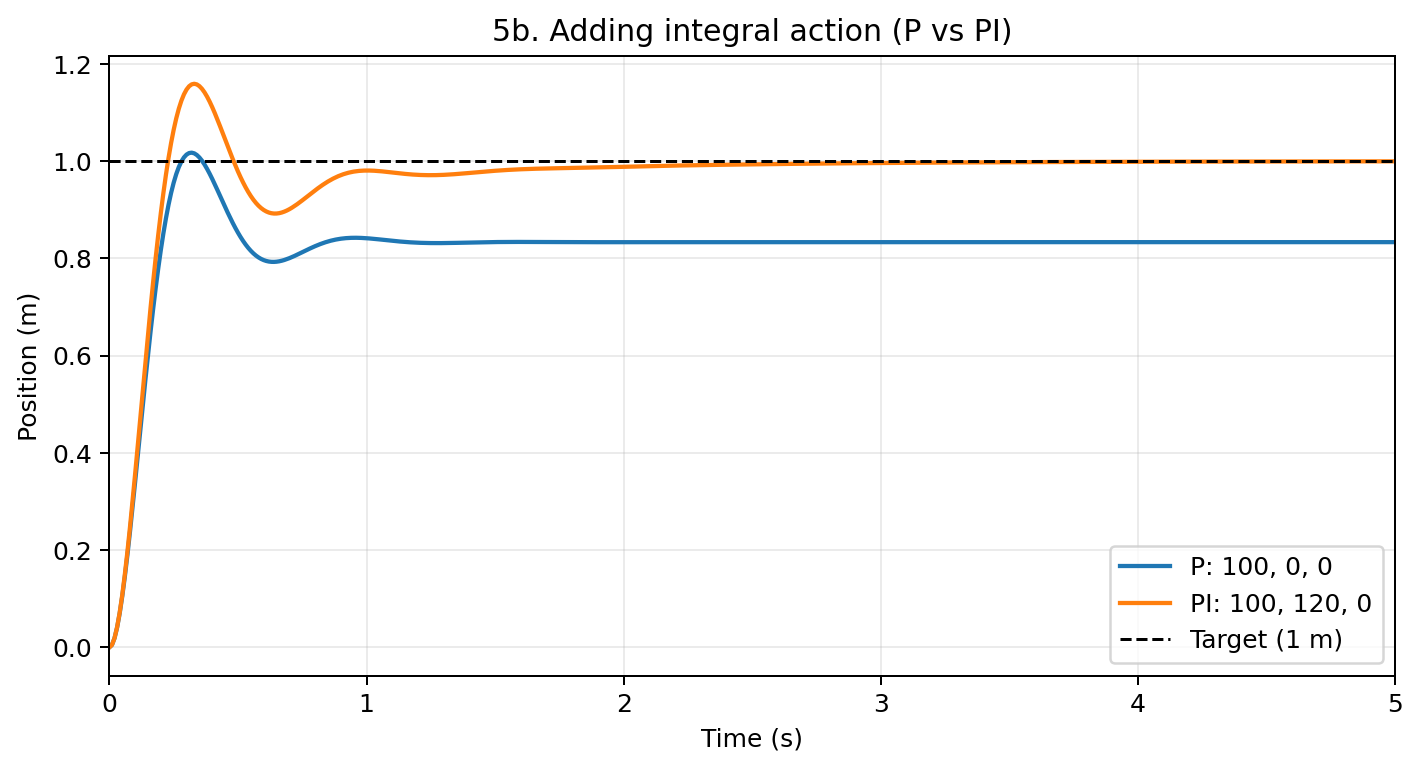 5b. Adding integral action (P vs PI)
Position (m)
1.2
1.0
0.8
0.6
0.4
0.2
0.0
P: 100, 0, 0
PI: 100, 120, 0
Target (1 m)
0 1 2 3 4 5
Time (s)